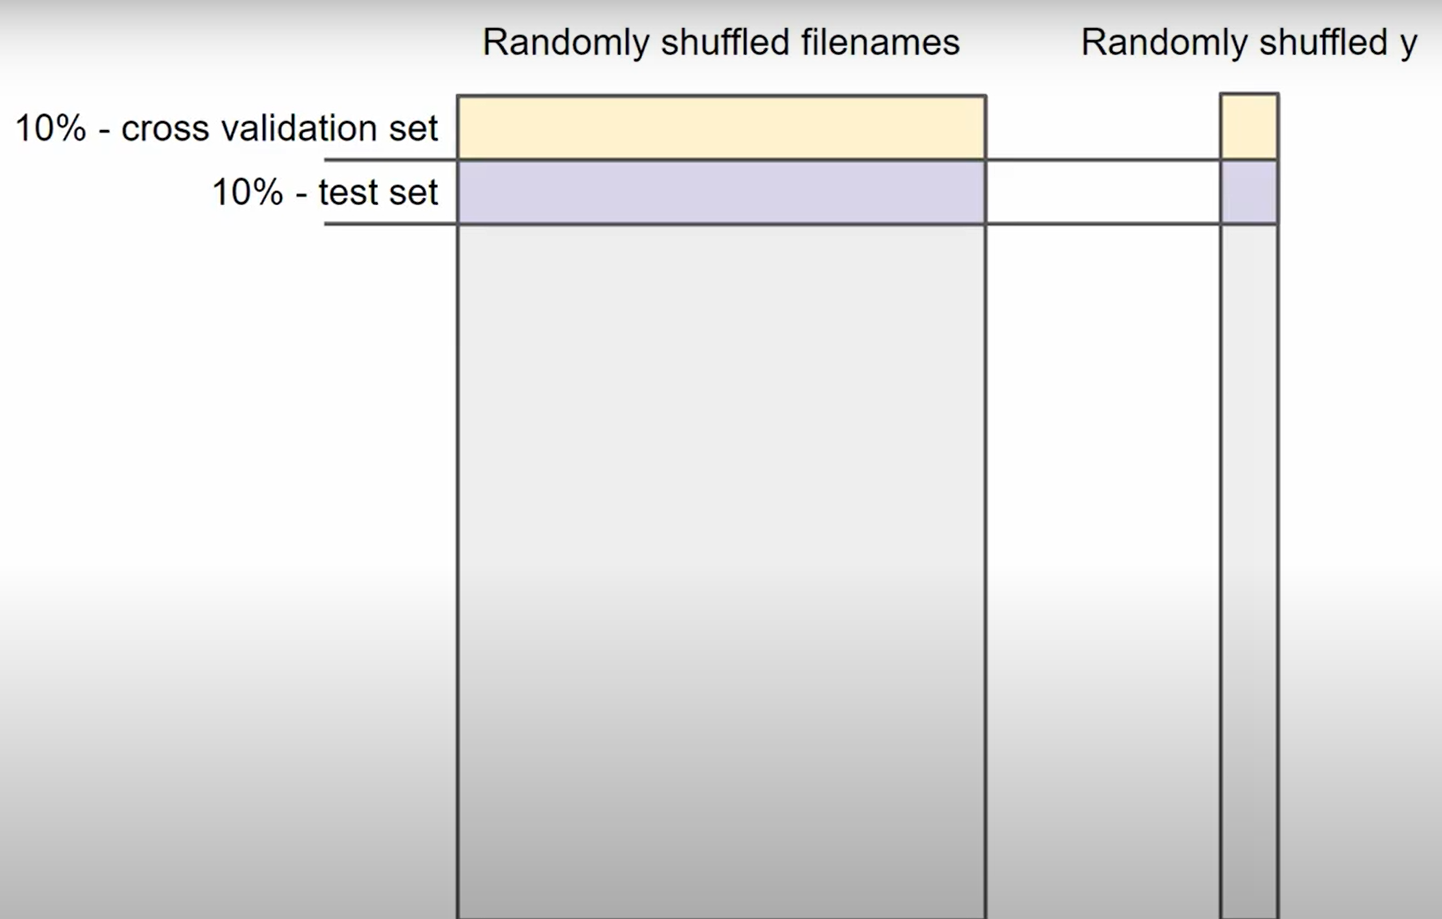 Randomly shuffled filenames
Randomly shuffled y
10% - cross validation set
10% - test set